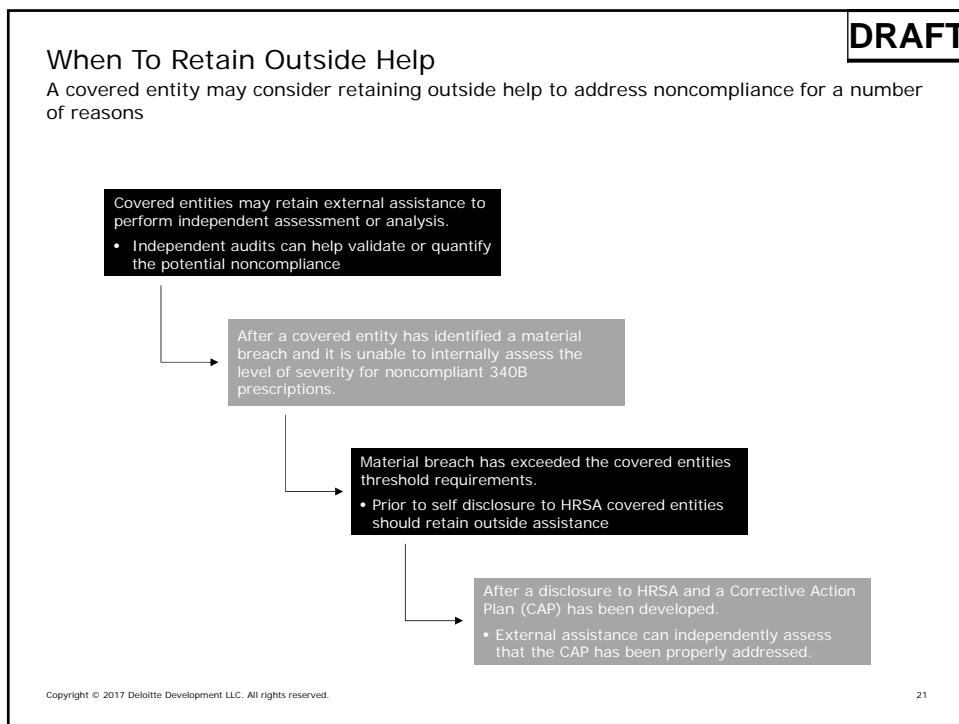 DRAFT
When To Retain Outside Help
A covered entity may consider retaining outside help to address noncompliance for a number
of reasons
Covered entities may retain external assistance to
perform independent assessment or analysis.
• Independent audits can help validate or quantify
the potential noncompliance
After a covered entity has identified a material
breach and it is unable to internally assess the
level of severity for noncompliant 340B
prescriptions.
Material breach has exceeded the covered entities
threshold requirements.
• Prior to self disclosure to HRSA covered entities
should retain outside assistance
After a disclosure to HRSA and a Corrective Action
Plan (CAP) has been developed.
• External assistance can independently assess
that the CAP has been properly addressed.
Copyright © 2017 Deloitte Development LLC. All rights reserved.
21